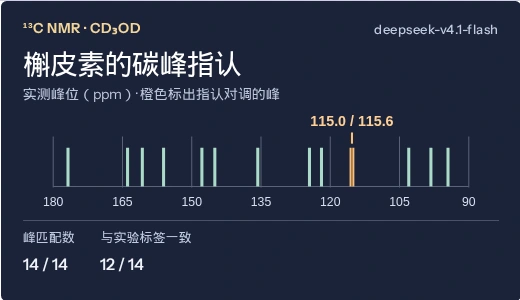 ¹³C NMR · CD₃OD
deepseek-v4.1-flash
槲皮素的碳峰指认
实测峰位（ppm）·橙色标出指认对调的峰
115.0 / 115.6
180 165 150 135 120 105 90
峰匹配数 与实验标签一致
14 / 14 12 / 14